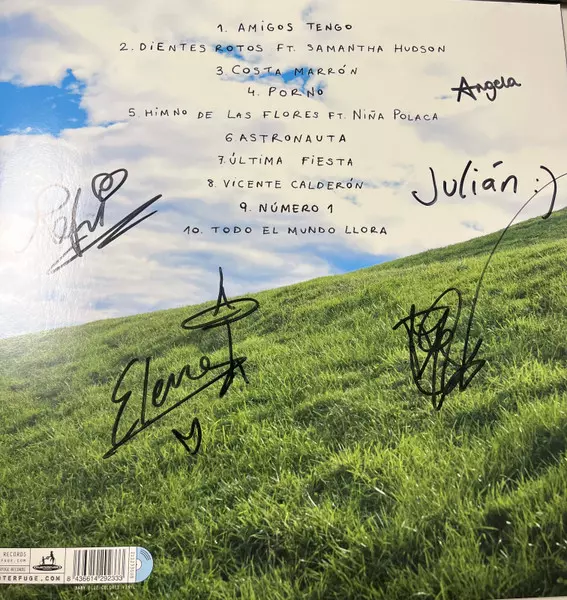 1. AMIGOS TENGO
2. DIENTES ROTOS FT. SAMANTHA HUDSON
3. COSTA MARRÓN
4. PORNO
Angela
5. HIMNO DE LAS FLORES FT. NIÑA POLACA
6 ASTRONAUTA
7. ÚLTIMA FIESTA
8. VICENTE CALDERÓN
Julián :)
9. NÚMERO 1
10. TODO EL MUNDO LLORA
Elena
RECORDS
TERFUGE.COM
8 436614 292333